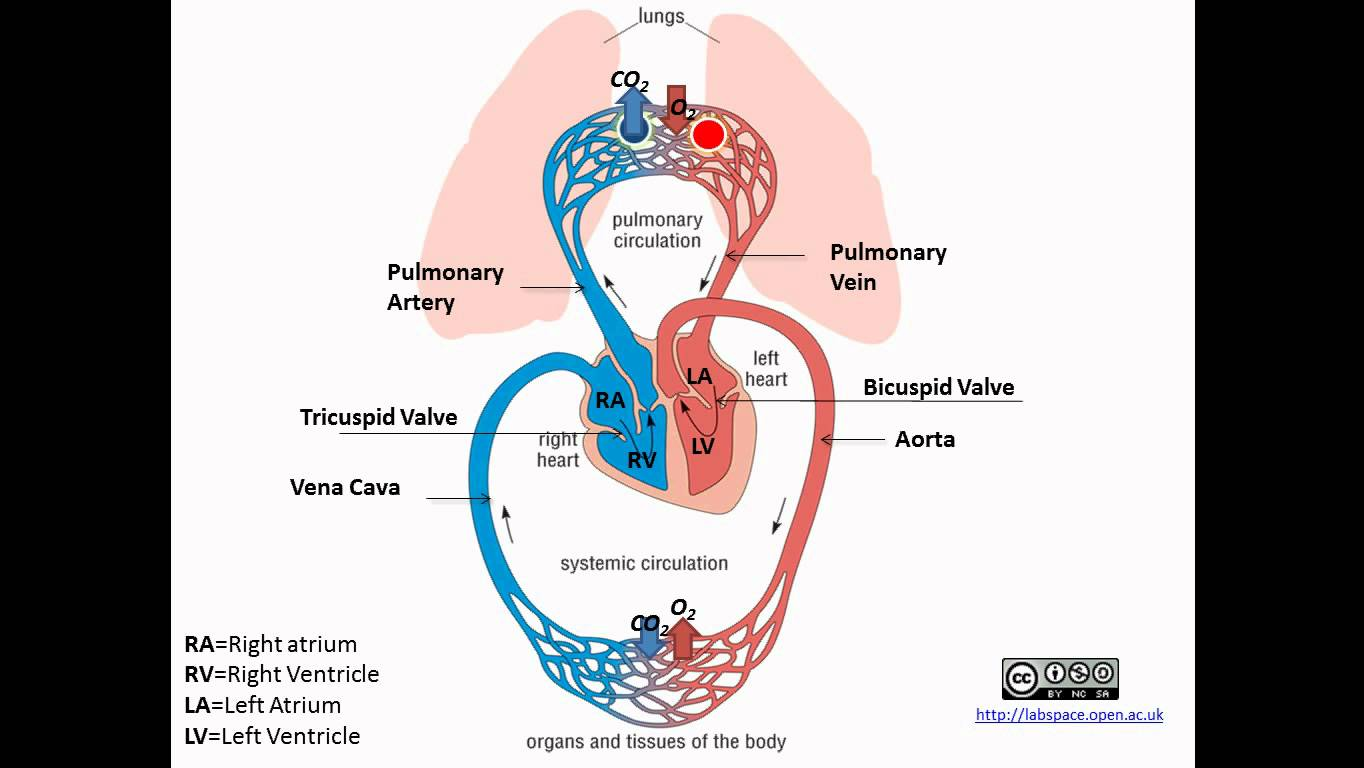 lungs
CO2
O2
pulmonary
circulation
Pulmonary
Vein
Pulmonary
Artery
left
heart
LA
Bicuspid Valve
RA
Tricuspid Valve
right
heart
LV
Aorta
RV
Vena Cava
systemic circulation
O2
CO2
RA=Right atrium
RV=Right Ventricle
LA=Left Atrium
LV=Left Ventricle
cc
BY NC SA
http://labspace.open.ac.uk
organs and tissues of the body